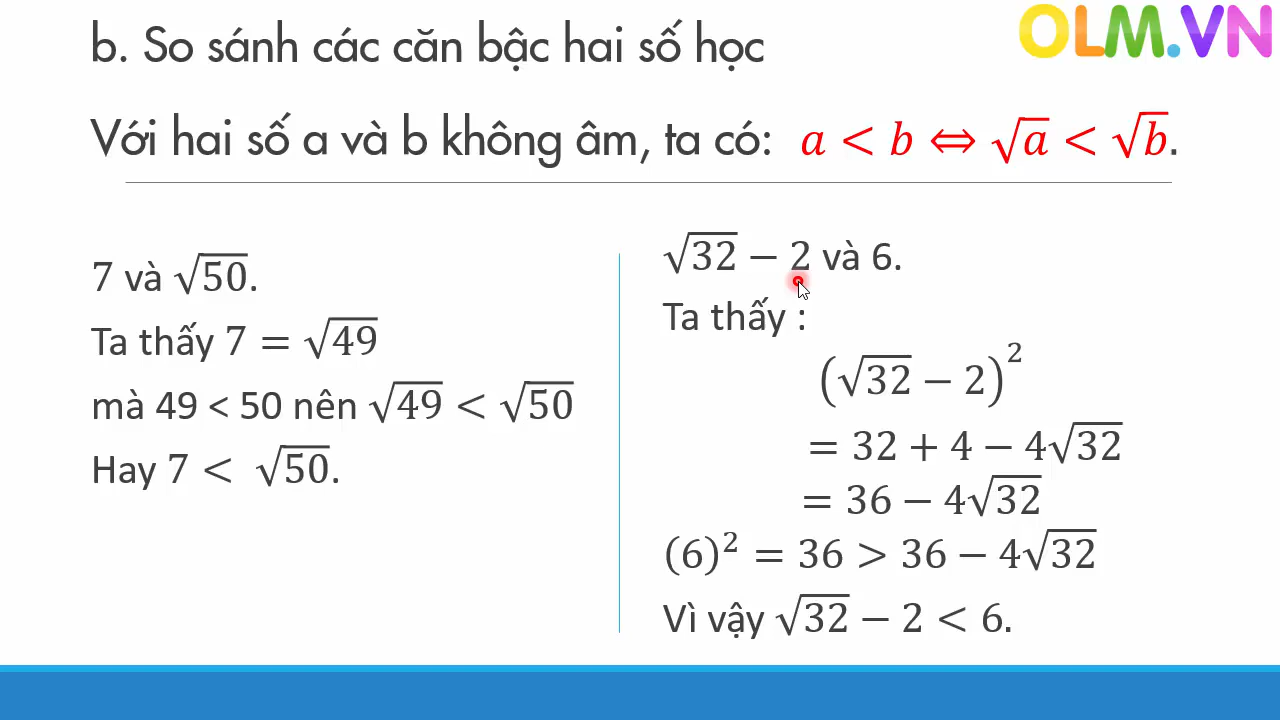 b. So sánh các căn bậc hai số học
OLM.VN
Với hai số a và b không âm, ta có: a < b ⇔ √a < √b.
7 và √50.
Ta thấy 7 = √49
mà 49 < 50 nên √49 < √50
Hay 7 < √50.
√32 − 2 và 6.
Ta thấy :
(√32 − 2)²
= 32 + 4 − 4√32
= 36 − 4√32
(6)² = 36 > 36 − 4√32
Vì vậy √32 − 2 < 6.